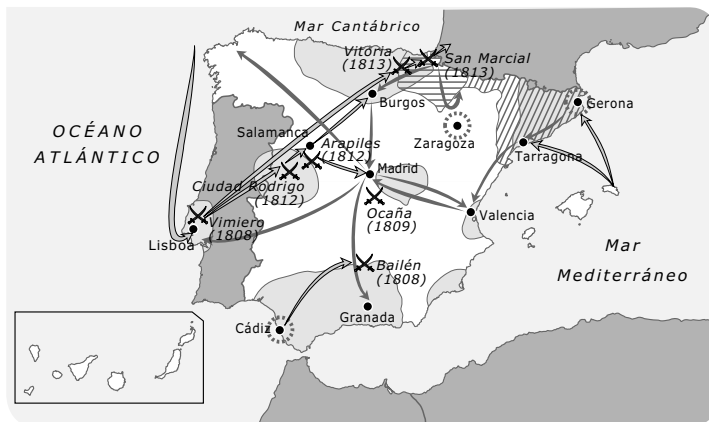 Mar Cantábrico
Vitoria
(1813)
San Marcial
(1813)
Burgos
Gerona
OCÉANO
ATLÁNTICO
Salamanca
Arapiles
(1812)
Zaragoza
Tarragona
Madrid
Ciudad Rodrigo
(1812)
Ocaña
(1809)
Valencia
Vimiero
(1808)
Lisboa
Mar
Mediterráneo
Bailén
(1808)
Cádiz
Granada